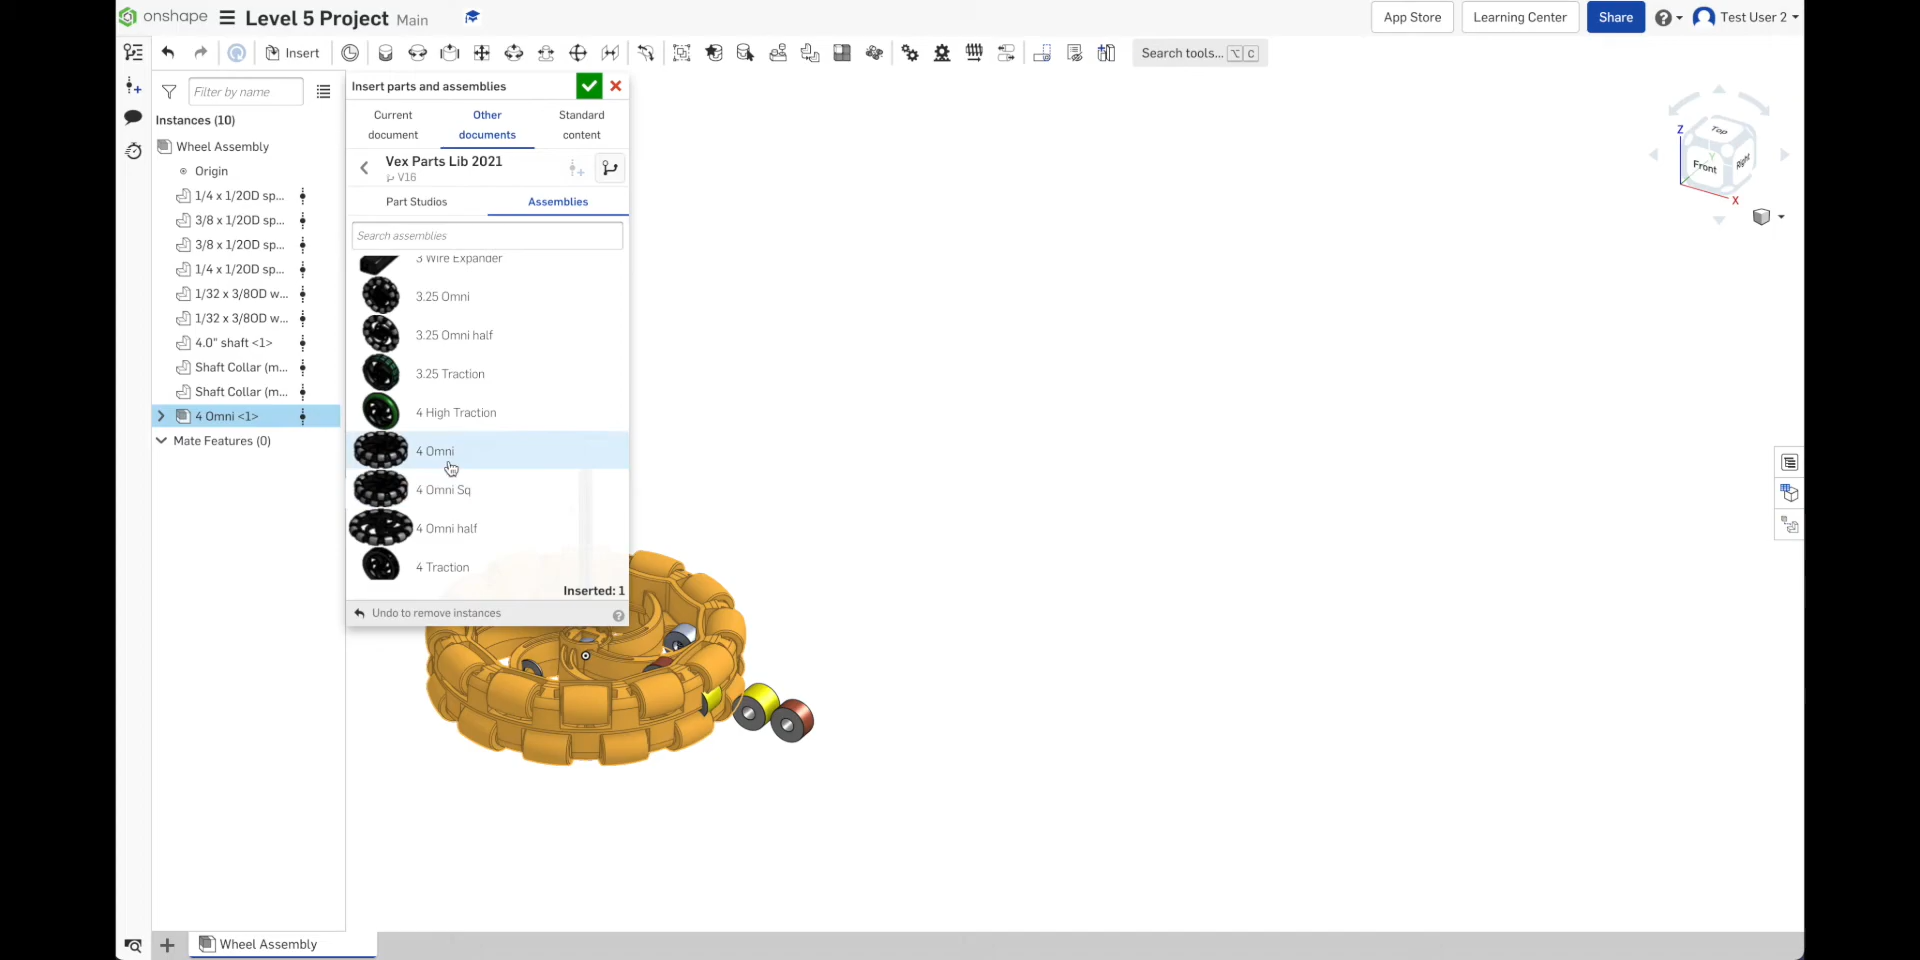 onshape Level 5 Project Main App Store Learning Center Share Test User 2
Insert Search tools... ⌥ C
Filter by name
Instances (10)
Wheel Assembly
Origin
1/4 x 1/2OD sp...
3/8 x 1/2OD sp...
3/8 x 1/2OD sp...
1/4 x 1/2OD sp...
1/32 x 3/8OD w...
1/32 x 3/8OD w...
4.0" shaft <1>
Shaft Collar (m...
Shaft Collar (m...
4 Omni <1>
Mate Features (0)
Insert parts and assemblies
Current document
Other documents
Standard content
Vex Parts Lib 2021
V16
Part Studios Assemblies
Search assemblies
3 Wire Expander
3.25 Omni
3.25 Omni half
3.25 Traction
4 High Traction
4 Omni
4 Omni Sq
4 Omni half
4 Traction
Inserted: 1
Undo to remove instances
Z
Top
Y
Front
Right
X
Wheel Assembly